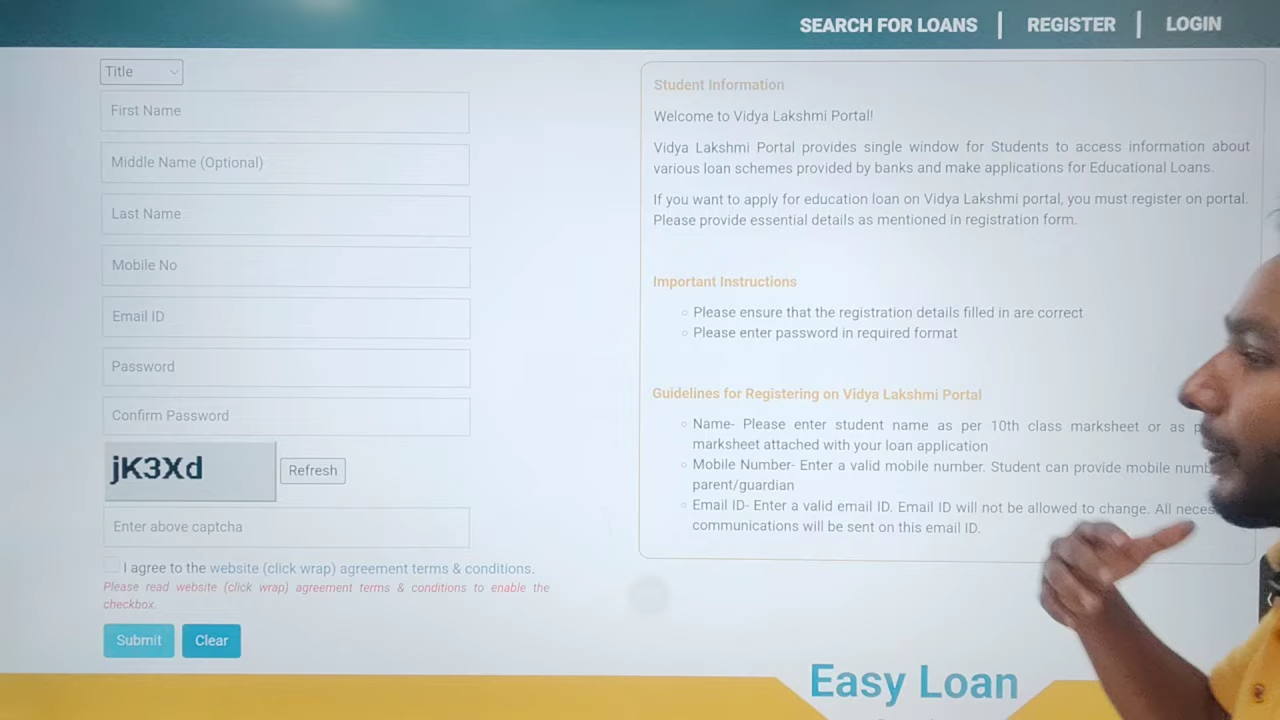 SEARCH FOR LOANS | REGISTER | LOGIN
Title
First Name
Middle Name (Optional)
Last Name
Mobile No
Email ID
Password
Confirm Password
jK3Xd
Refresh
Enter above captcha
I agree to the website (click wrap) agreement terms & conditions.
Please read website (click wrap) agreement terms & conditions to enable the
checkbox.
Submit
Clear
Student Information
Welcome to Vidya Lakshmi Portal!
Vidya Lakshmi Portal provides single window for Students to access information about
various loan schemes provided by banks and make applications for Educational Loans.
If you want to apply for education loan on Vidya Lakshmi portal, you must register on portal.
Please provide essential details as mentioned in registration form.
Important Instructions
Please ensure that the registration details filled in are correct
Please enter password in required format
Guidelines for Registering on Vidya Lakshmi Portal
Name- Please enter student name as per 10th class marksheet or as
marksheet attached with your loan application
Mobile Number- Enter a valid mobile number. Student can provide mobile
parent/guardian
Email ID- Enter a valid email ID. Email ID will not be allowed to change. All
communications will be sent on this email ID.
Easy Loan